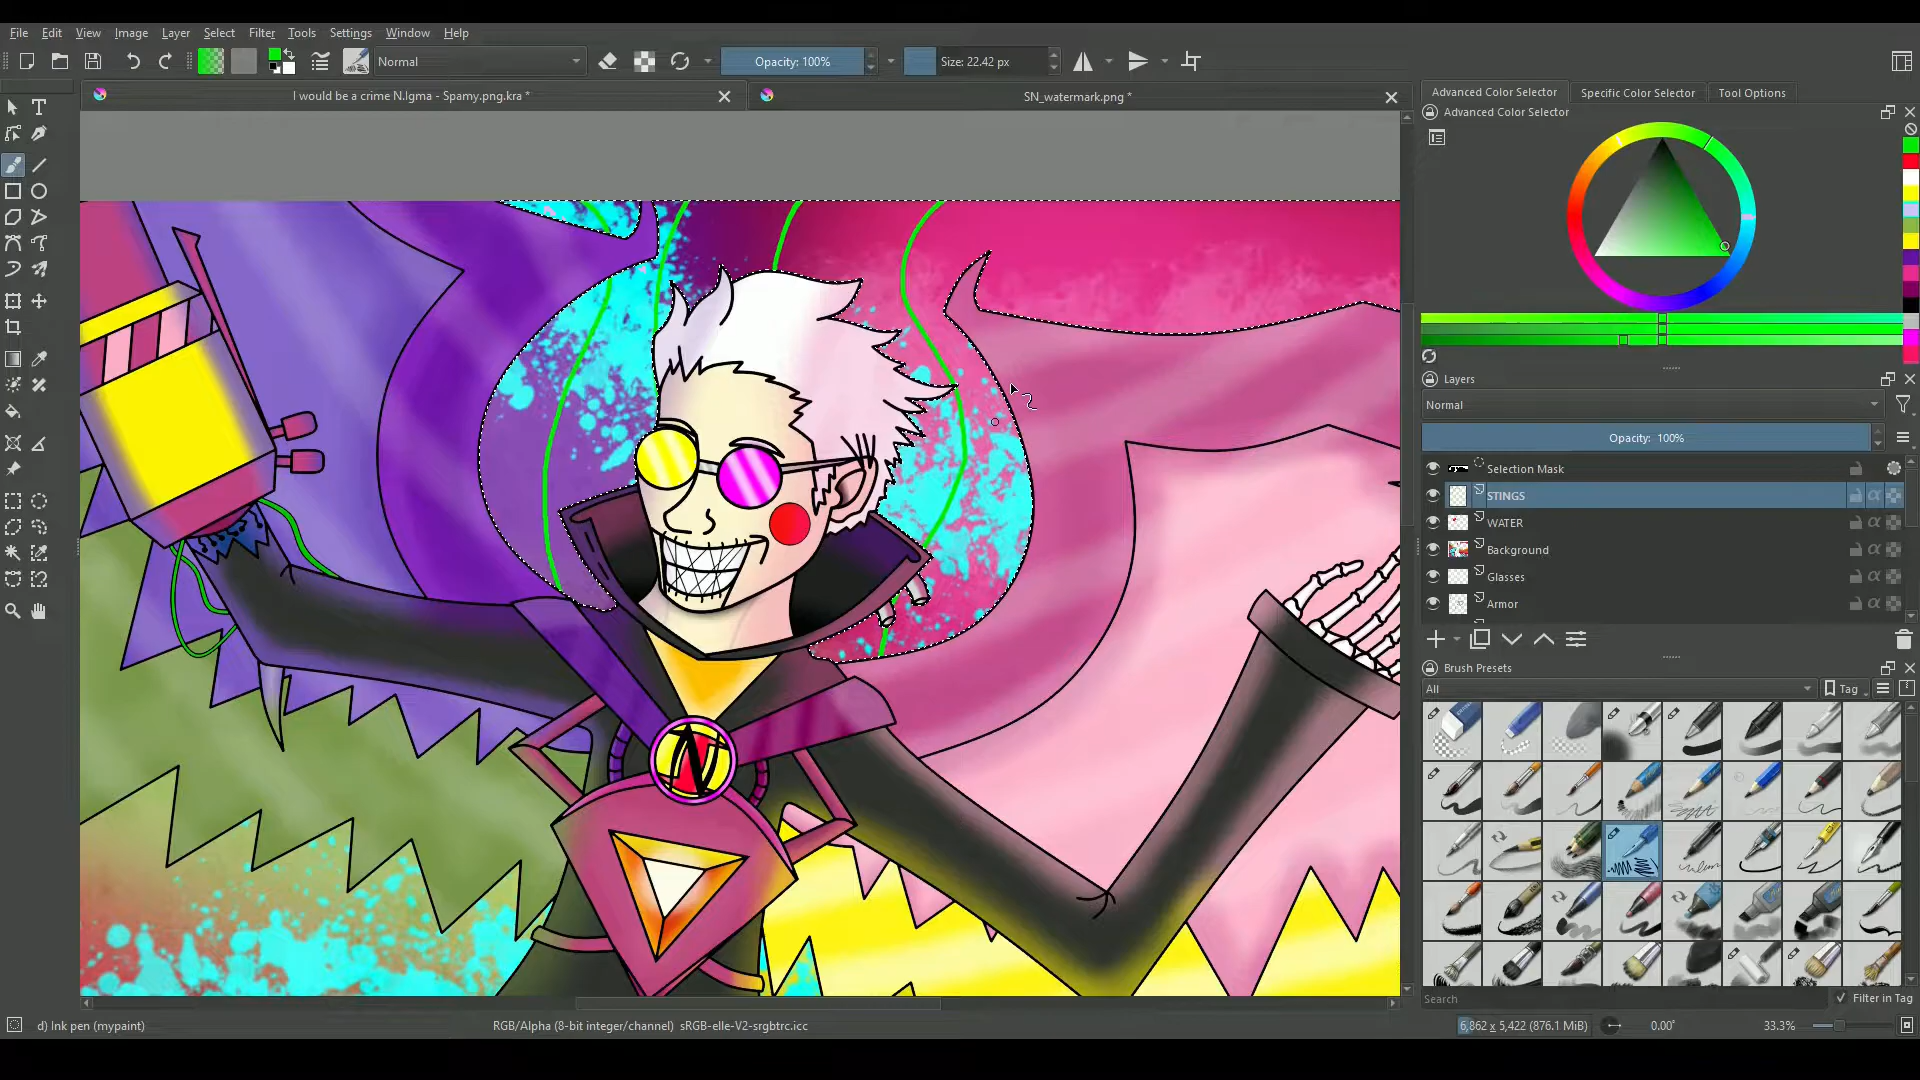 File Edit View Image Layer Select Filter Tools Settings Window Help
Normal Opacity: 100% Size: 22.42 px
I would be a crime N.Igma - Spamy.png.kra * SN_watermark.png *
Advanced Color Selector Specific Color Selector Tool Options
Advanced Color Selector
Layers
Normal
Opacity: 100%
Selection Mask
STINGS
WATER
Background
Glasses
Armor
Brush Presets
All Tag
N
Search Filter in Tag
d) Ink pen (mypaint) RGB/Alpha (8-bit integer/channel) sRGB-elle-V2-srgbtrc.icc 6,862 x 5,422 (876.1 MiB) 0.00° 33.3%